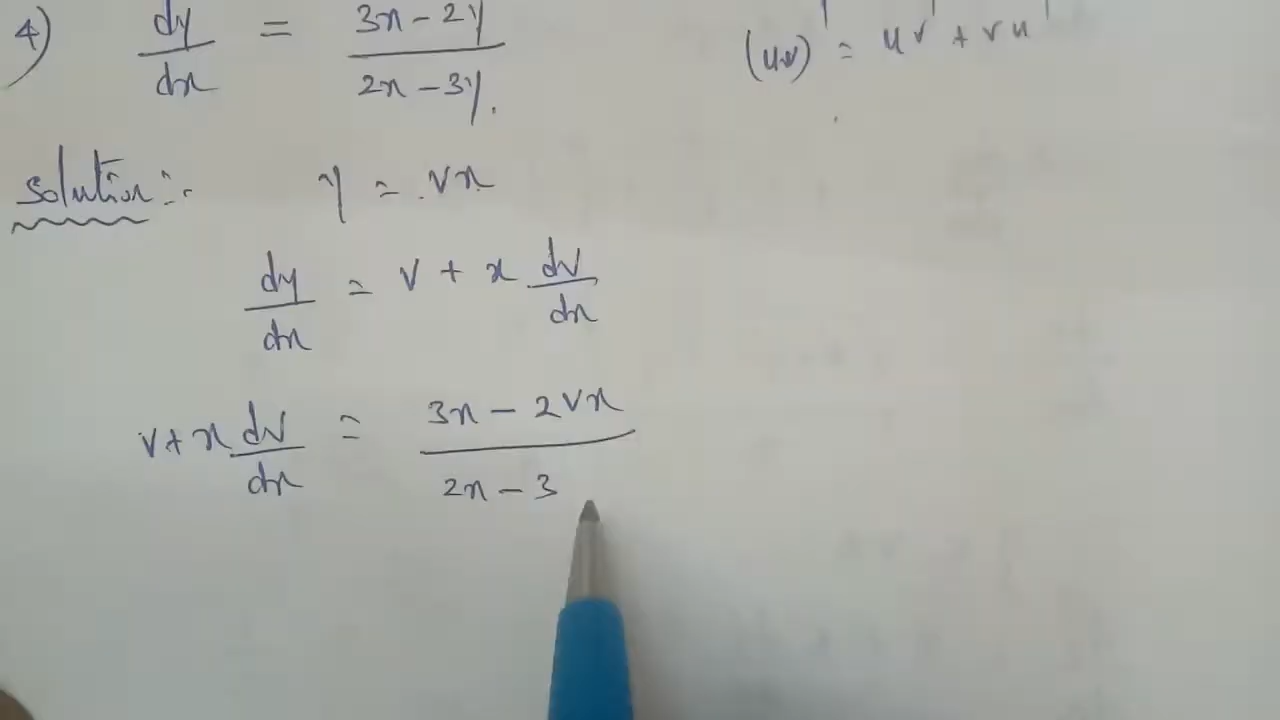 4) dy/dx = (3x - 2y)/(2x - 3y).
(uv)' = uv' + vu'
Solution:-
y = vx
dy/dx = v + x dv/dx
v + x dv/dx = (3x - 2vx)/(2x - 3